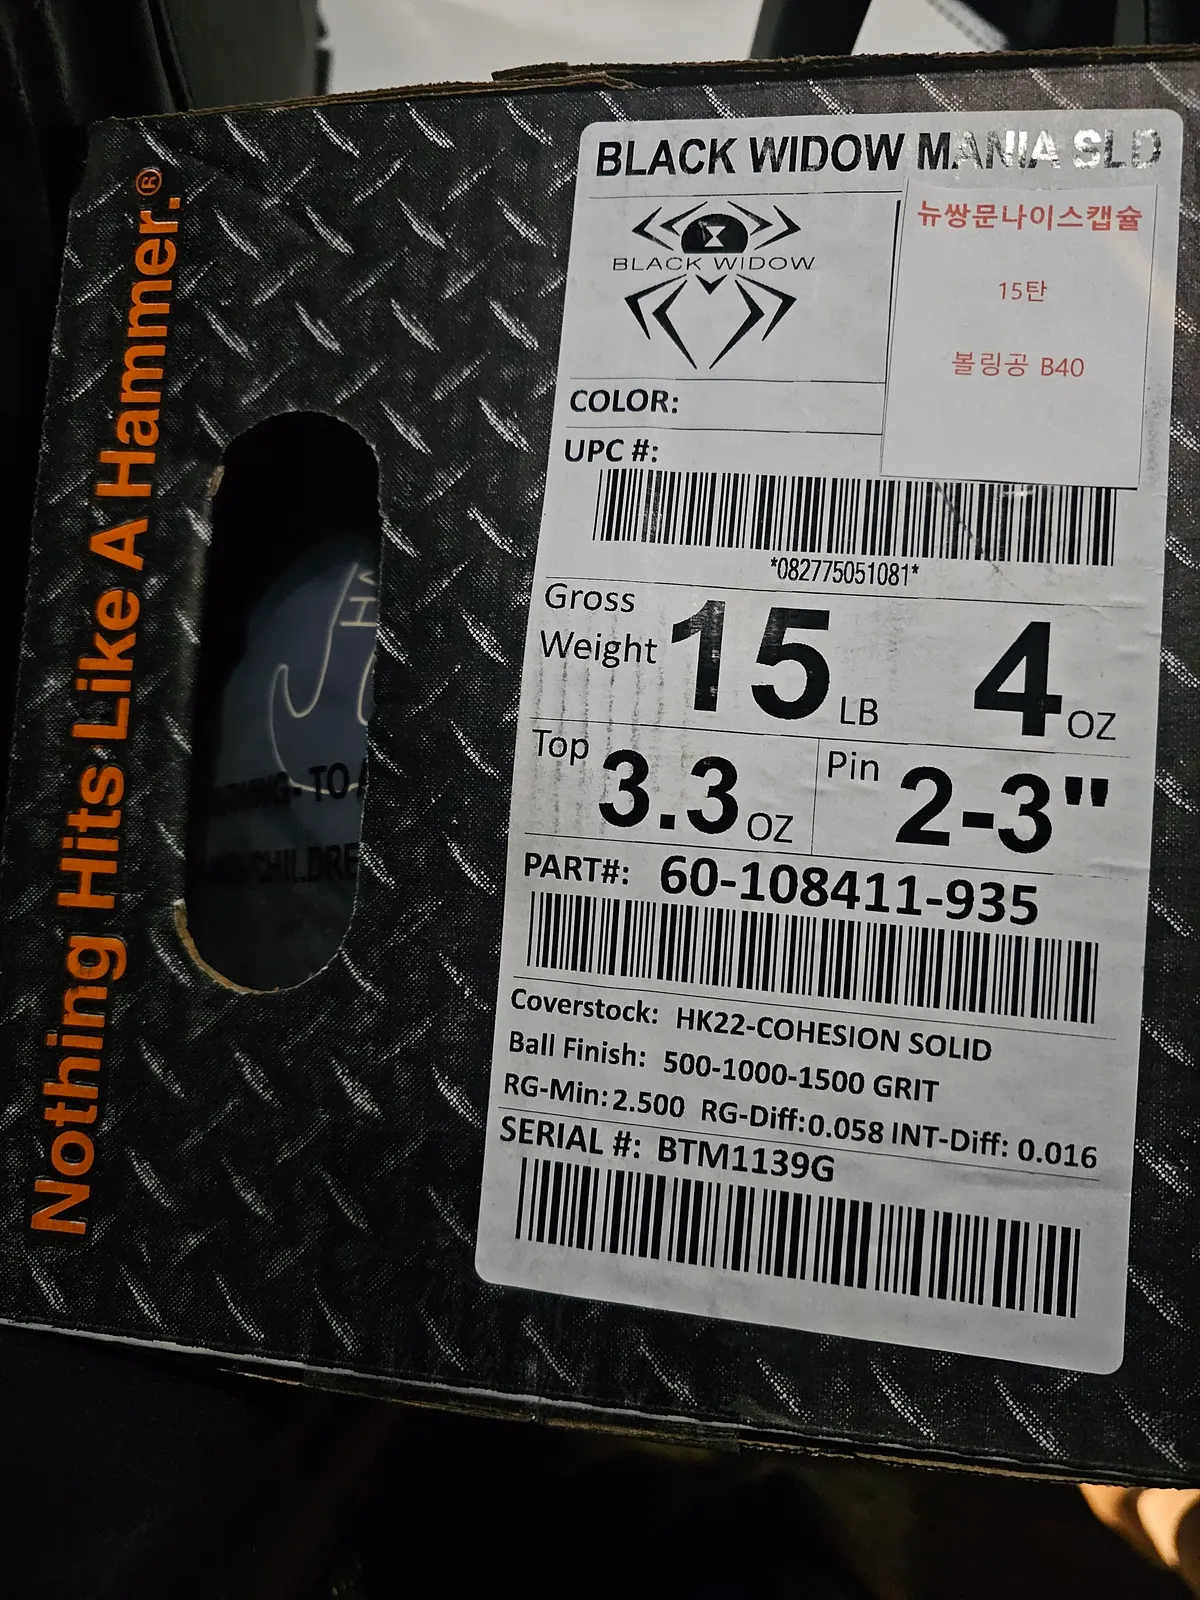 Nothing Hits Like A Hammer.®
BLACK WIDOW MANIA SLD
BLACK WIDOW
뉴쌍문나이스캡슐
15탄
볼링공 B40
COLOR:
UPC #:
*082775051081*
Gross Weight 15 LB 4 OZ
Top 3.3 OZ Pin 2-3"
PART#: 60-108411-935
Coverstock: HK22-COHESION SOLID
Ball Finish: 500-1000-1500 GRIT
RG-Min: 2.500 RG-Diff: 0.058 INT-Diff: 0.016
SERIAL #: BTM1139G
TO